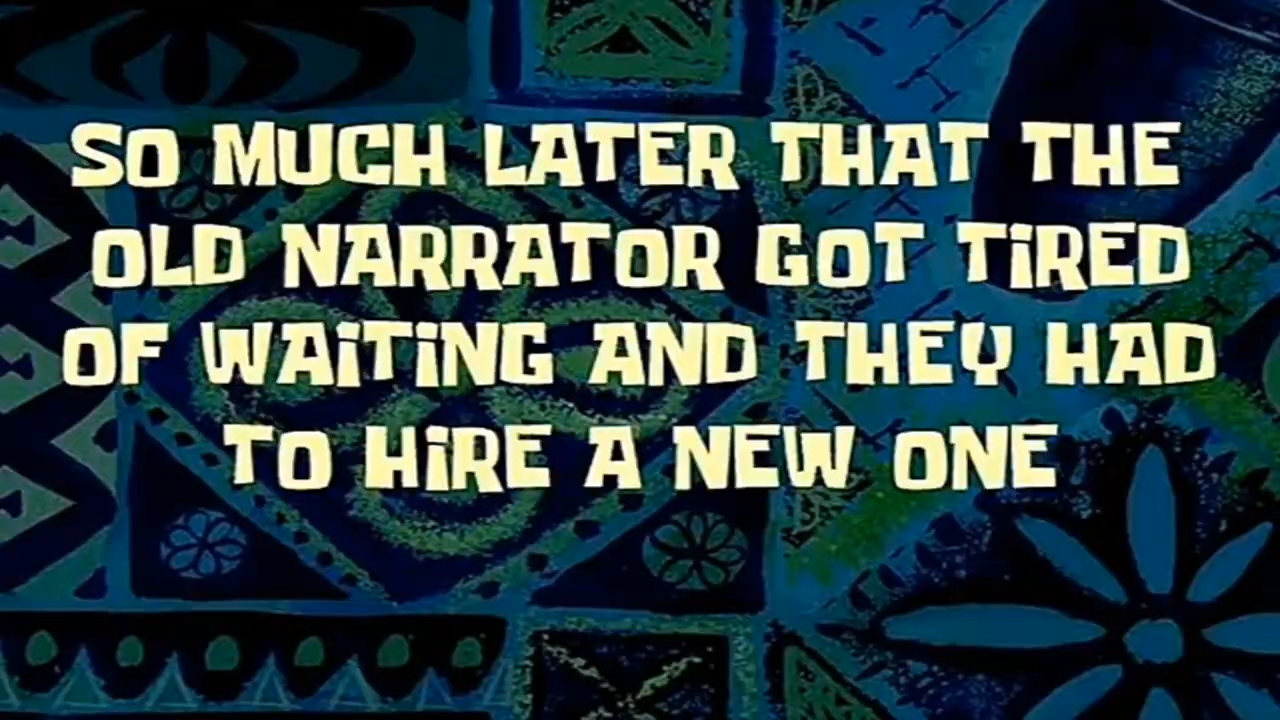 SO MUCH LATER THAT THE
OLD NARRATOR GOT TiRED
OF WAiTiNG AND THEY HAD
TO HiRE A NEW ONE